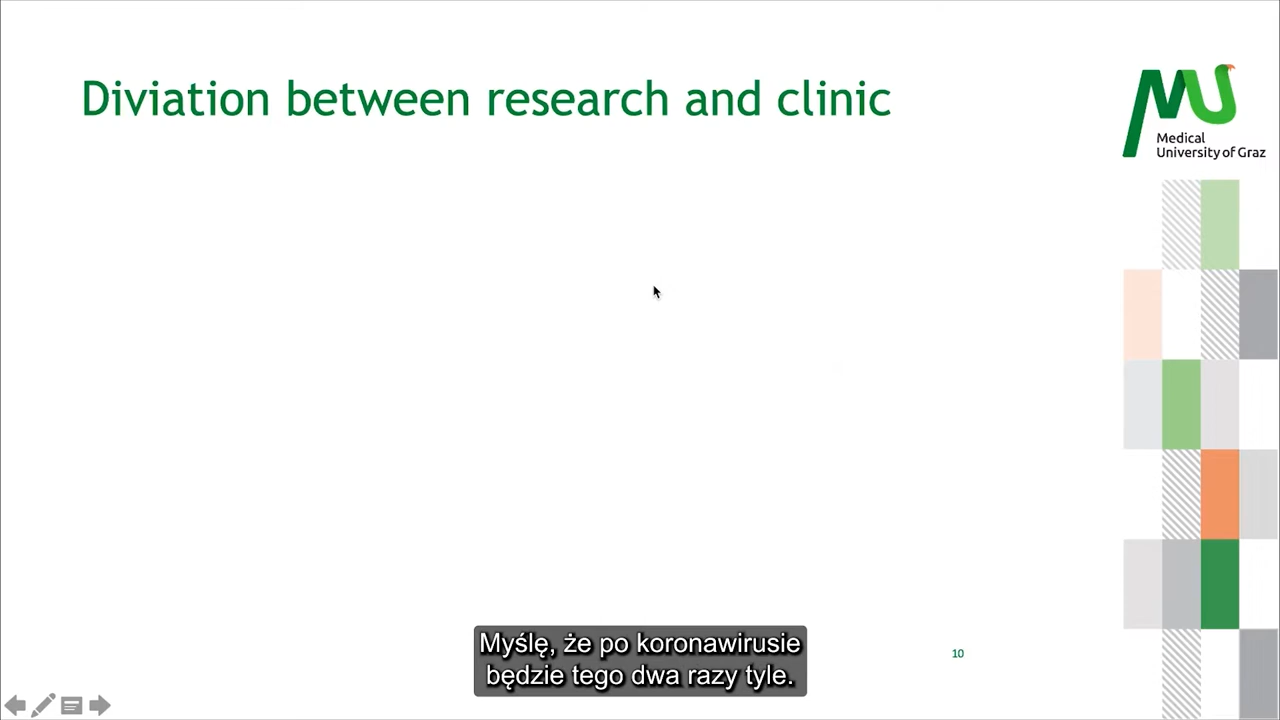 Diviation between research and clinic
Medical
University of Graz
Myślę, że po koronawirusie
będzie tego dwa razy tyle.
10